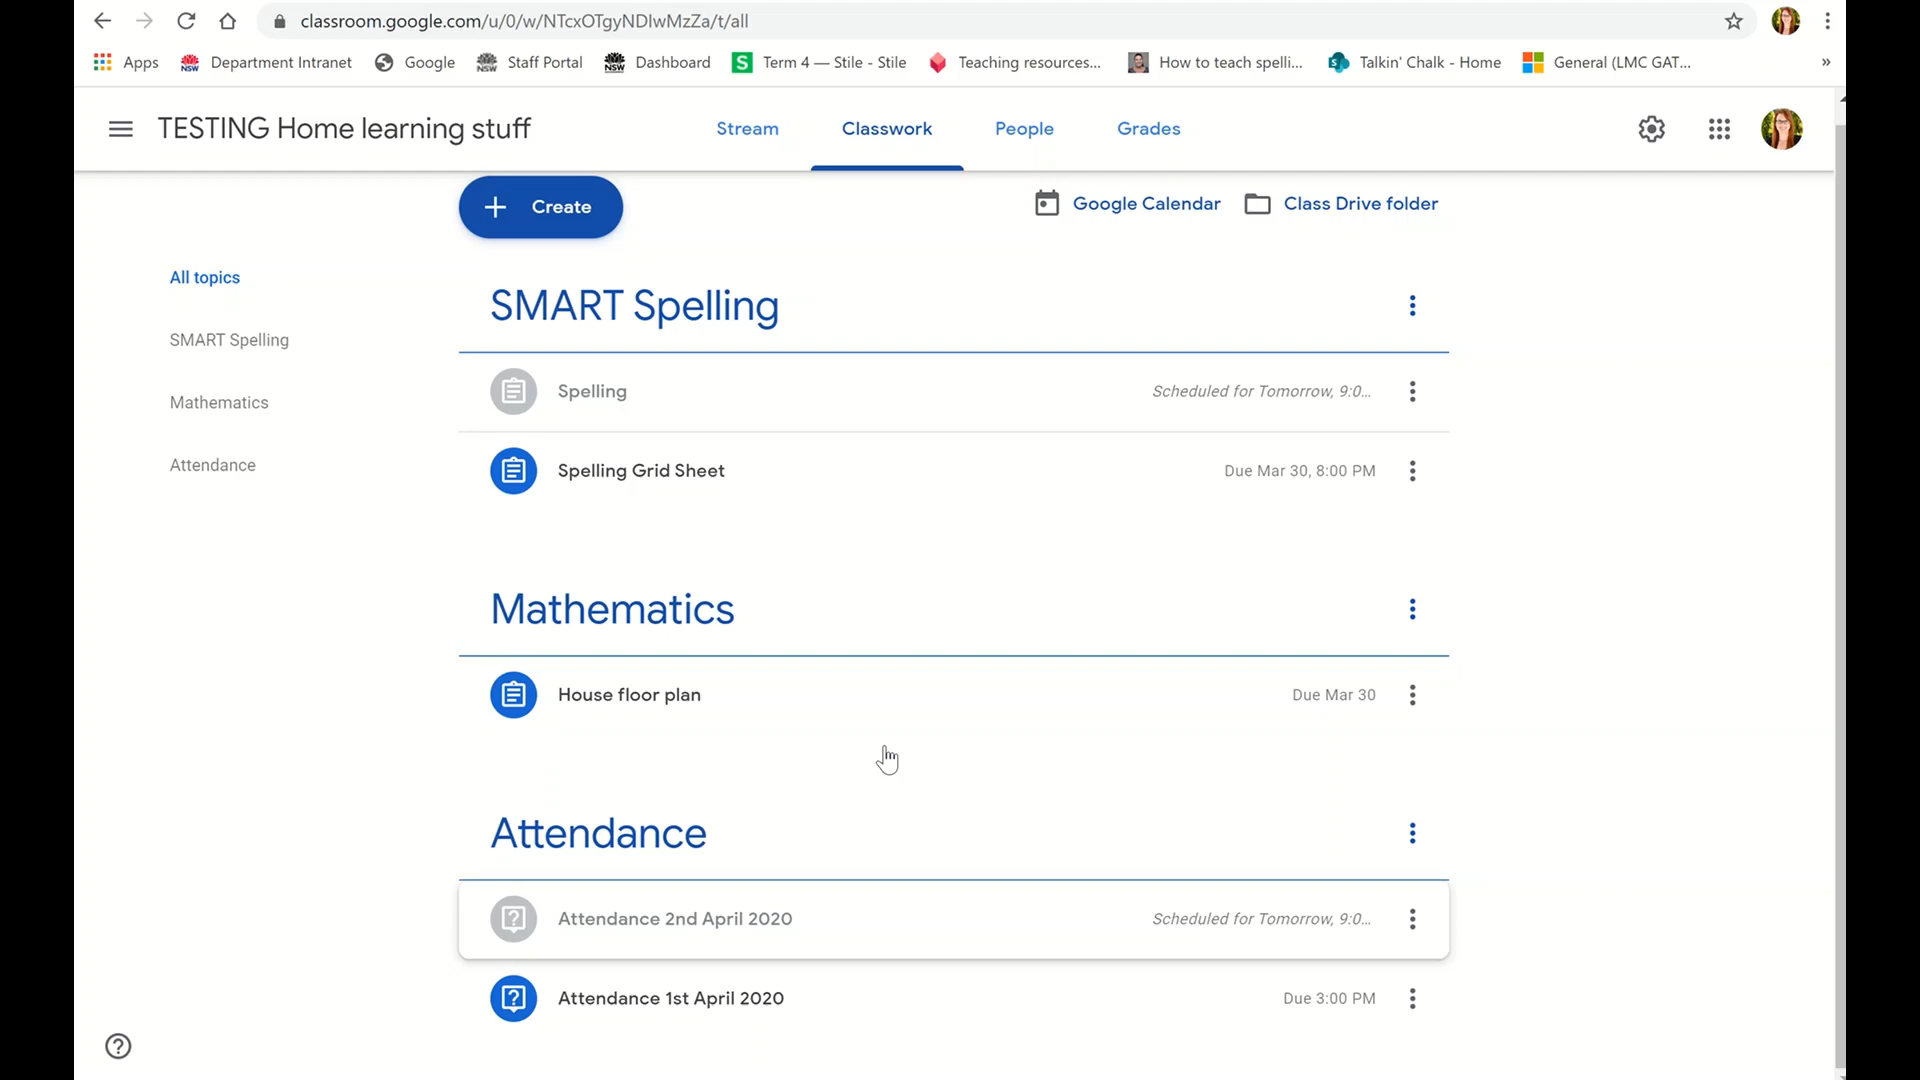 classroom.google.com/u/0/w/NTcxOTgyNDIwMzZa/t/all
Apps Department Intranet Google Staff Portal Dashboard S Term 4 — Stile - Stile Teaching resources... How to teach spelli... Talkin' Chalk - Home General (LMC GAT... »
TESTING Home learning stuff Stream Classwork People Grades
+ Create Google Calendar Class Drive folder
All topics
SMART Spelling
Mathematics
Attendance
SMART Spelling
Spelling Scheduled for Tomorrow, 9:0...
Spelling Grid Sheet Due Mar 30, 8:00 PM
Mathematics
House floor plan Due Mar 30
Attendance
Attendance 2nd April 2020 Scheduled for Tomorrow, 9:0...
Attendance 1st April 2020 Due 3:00 PM